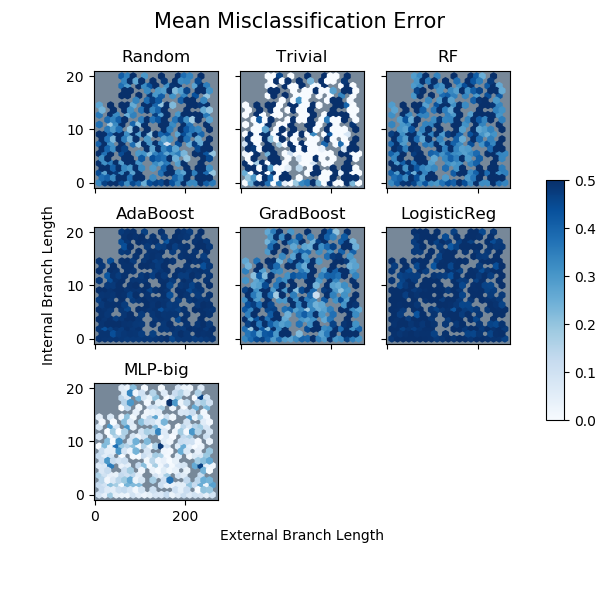 Mean Misclassification Error
Random
Trivial
RF
20
10
0
AdaBoost
GradBoost
LogisticReg
20
10
0
MLP-big
20
10
0
0
200
Internal Branch Length
External Branch Length
0.5
0.4
0.3
0.2
0.1
0.0